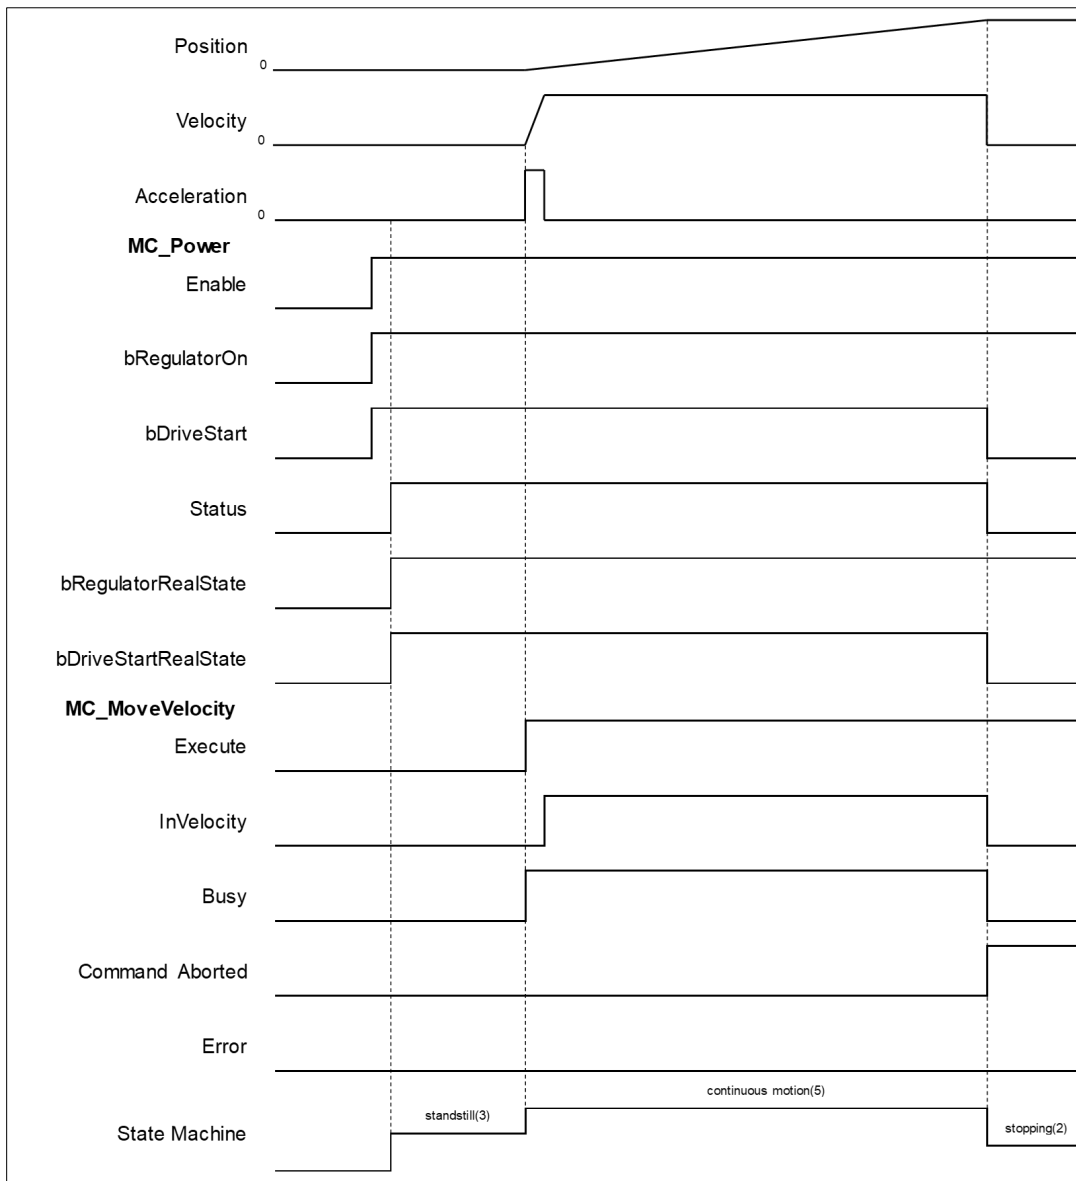 Position
0
Velocity
0
Acceleration
0
MC_Power
Enable
bRegulatorOn
bDriveStart
Status
bRegulatorRealState
bDriveStartRealState
MC_MoveVelocity
Execute
InVelocity
Busy
Command Aborted
Error
continuous motion(5)
standstill(3)
stopping(2)
State Machine